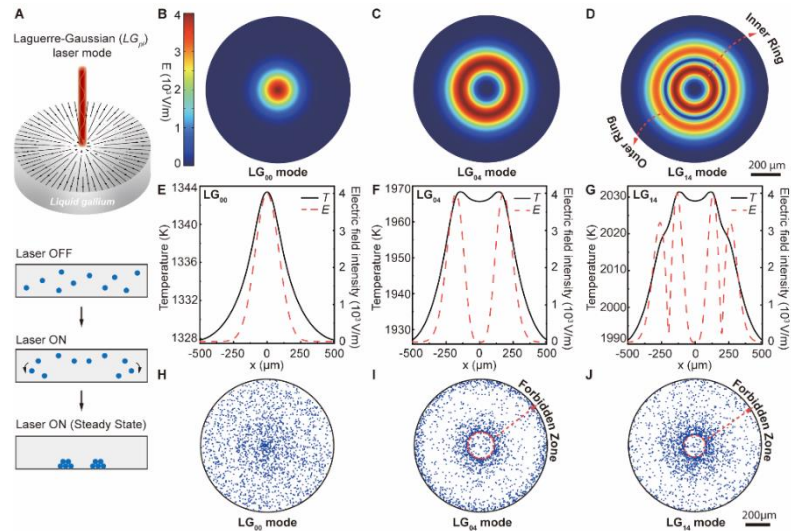 A
Laguerre-Gaussian (LG_pl)
laser mode
Liquid gallium
Laser OFF
Laser ON
Laser ON (Steady State)
B
E (10³V/m)
4
3
2
1
0
LG₀₀ mode
C
LG₀₄ mode
D
Inner Ring
Outer Ring
LG₁₄ mode
200 µm
E
LG₀₀
T
E
Temperature (K)
1344
1340
1336
1332
1328
Electric field intensity (10³V/m)
4
3
2
1
0
-500
-250
0
250
500
x (µm)
F
LG₀₄
T
E
Temperature (K)
1970
1960
1950
1940
1930
Electric field intensity (10³V/m)
4
3
2
1
0
-500
-250
0
250
500
x (µm)
G
LG₁₄
T
E
Temperature (K)
2030
2020
2010
2000
1990
Electric field intensity (10³V/m)
4
3
2
1
0
-500
-250
0
250
500
x (µm)
H
LG₀₀ mode
I
Forbidden Zone
LG₀₄ mode
J
Forbidden Zone
LG₁₄ mode
200µm